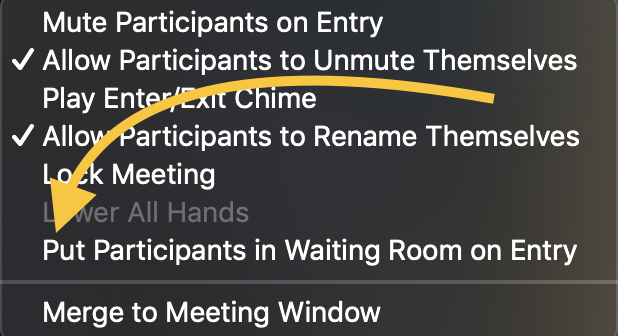 Mute Participants on Entry
✓ Allow Participants to Unmute Themselves
Play Enter/Exit Chime
✓ Allow Participants to Rename Themselves
Lock Meeting
Lower All Hands
Put Participants in Waiting Room on Entry
Merge to Meeting Window